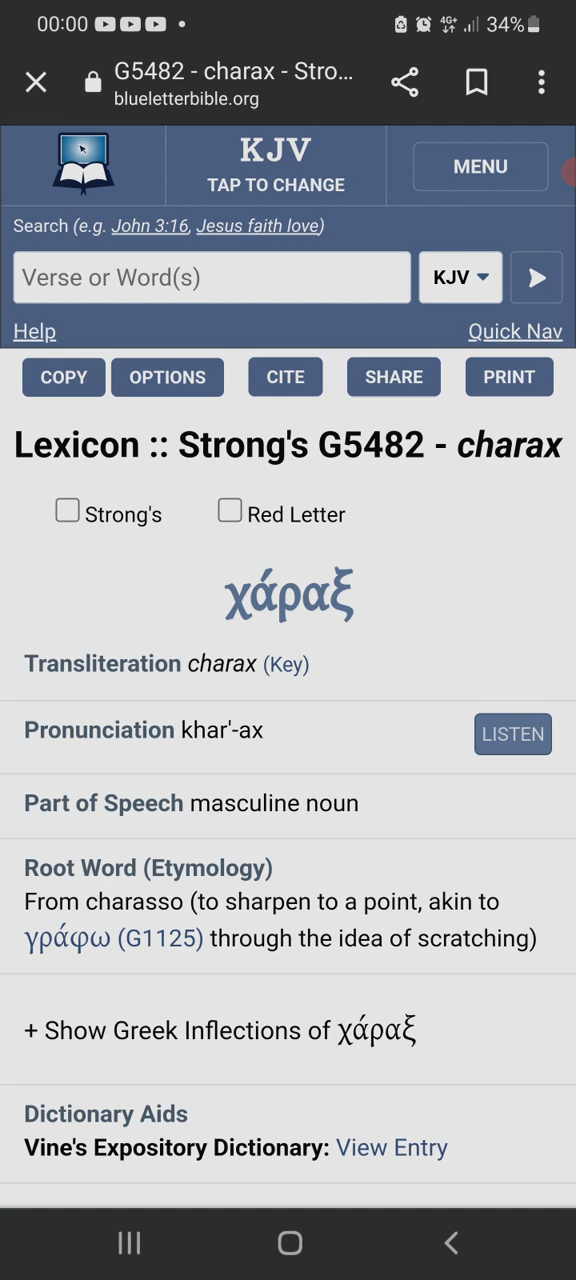 00:00 34%
4G+
G5482 - charax - Stro...
blueletterbible.org
KJV
TAP TO CHANGE
MENU
Search (e.g. John 3:16, Jesus faith love)
Verse or Word(s)
KJV
Help Quick Nav
COPY OPTIONS CITE SHARE PRINT
Lexicon :: Strong's G5482 - charax
Strong's Red Letter
χάραξ
Transliteration charax (Key)
Pronunciation khar'-ax LISTEN
Part of Speech masculine noun
Root Word (Etymology)
From charasso (to sharpen to a point, akin to
γράφω (G1125) through the idea of scratching)
+ Show Greek Inflections of χάραξ
Dictionary Aids
Vine's Expository Dictionary: View Entry